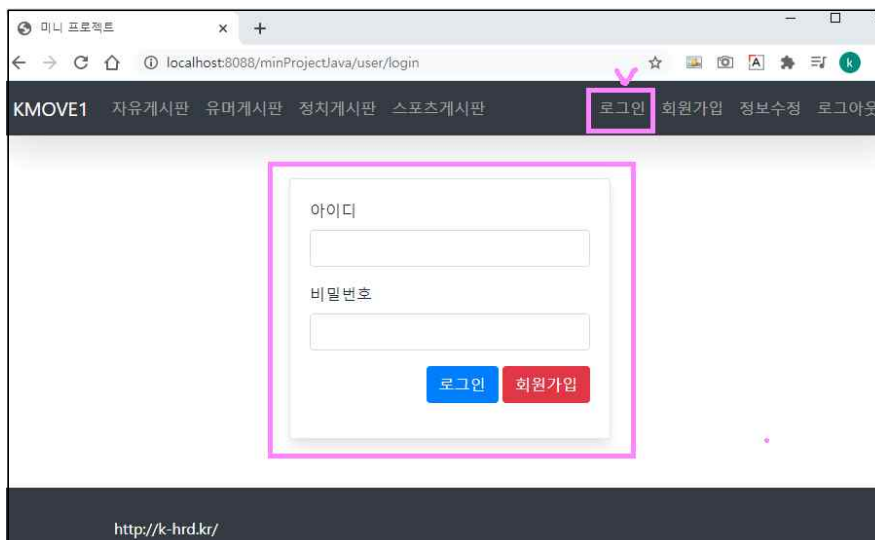 미니 프로젝트
localhost:8088/minProjectJava/user/login
KMOVE1 자유게시판 유머게시판 정치게시판 스포츠게시판 로그인 회원가입 정보수정 로그아웃
아이디
비밀번호
로그인 회원가입
http://k-hrd.kr/